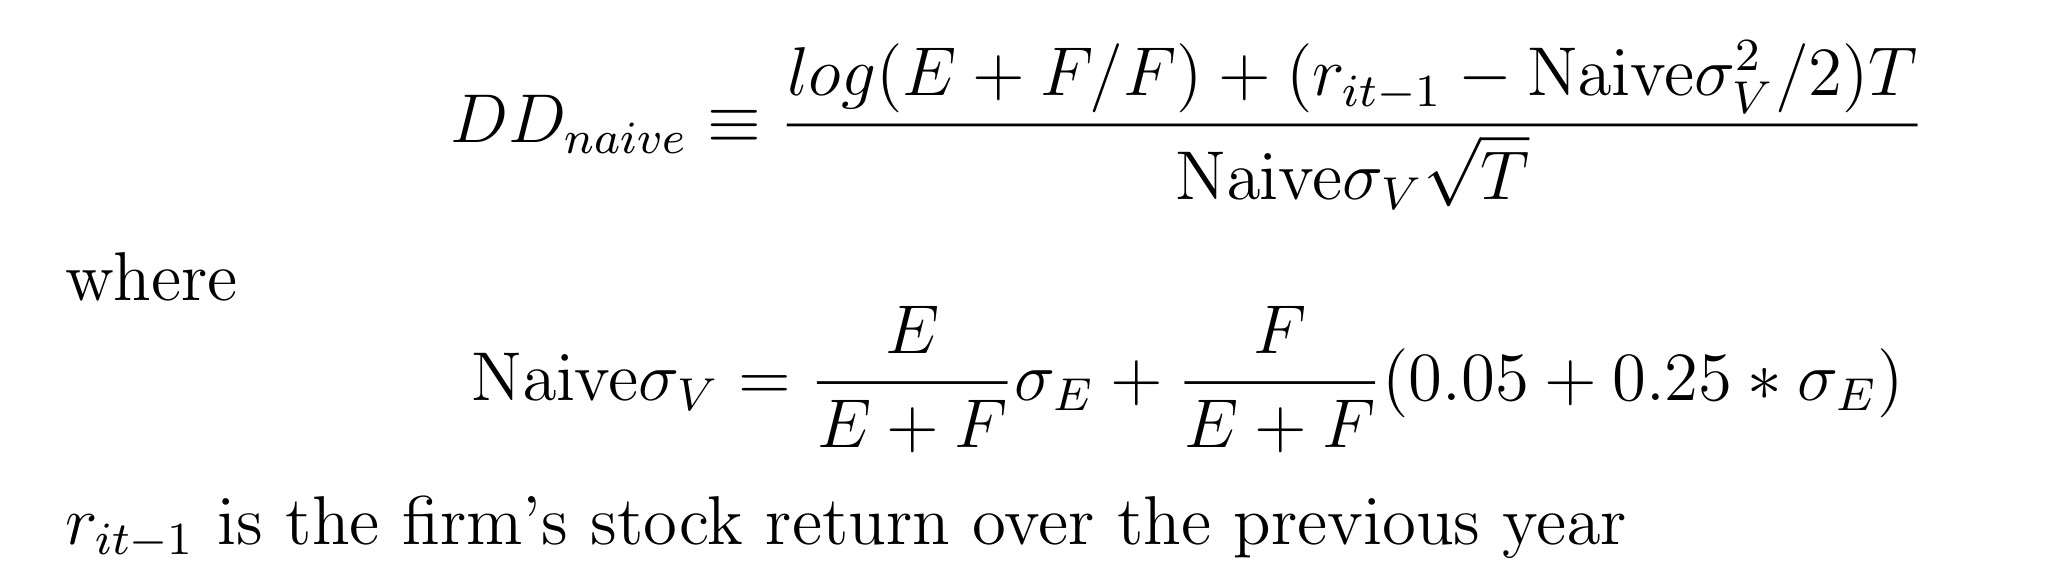 DD_{naive} ≡ \frac{log(E + F/F) + (r_{it−1} − Naiveσ_V^2/2)T}{Naiveσ_V\sqrt{T}}
where
Naiveσ_V = \frac{E}{E + F}σ_E + \frac{F}{E + F}(0.05 + 0.25 * σ_E)
r_{it−1} is the firm's stock return over the previous year